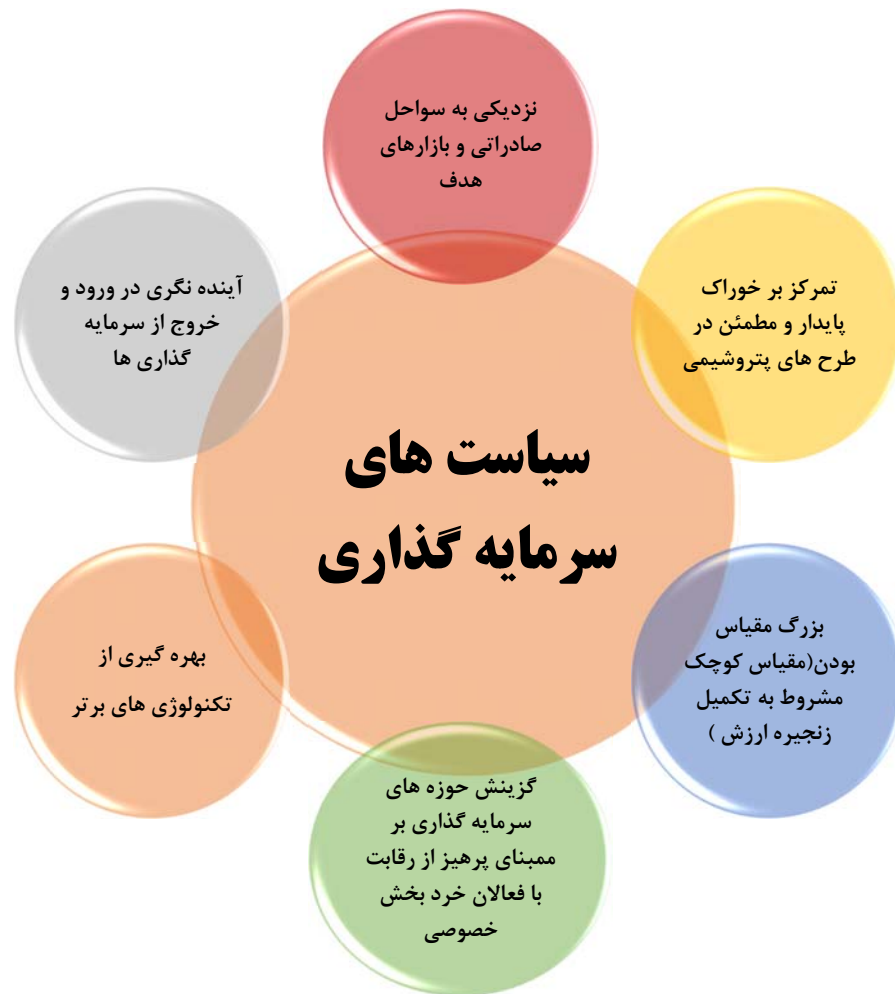 نزدیکی به سواحل
صادراتی و بازارهای
هدف
تمرکز بر خوراک
پایدار و مطمئن در
طرح های پتروشیمی
بزرگ مقیاس
بودن(مقیاس کوچک
مشروط به تکمیل
زنجیره ارزش )
گزینش حوزه های
سرمایه گذاری بر
ممبنای پرهیز از رقابت
با فعالان خرد بخش
خصوصی
بهره گیری از
تکنولوژی های برتر
آینده نگری در ورود و
خروج از سرمایه
گذاری ها
سیاست های
سرمایه گذاری